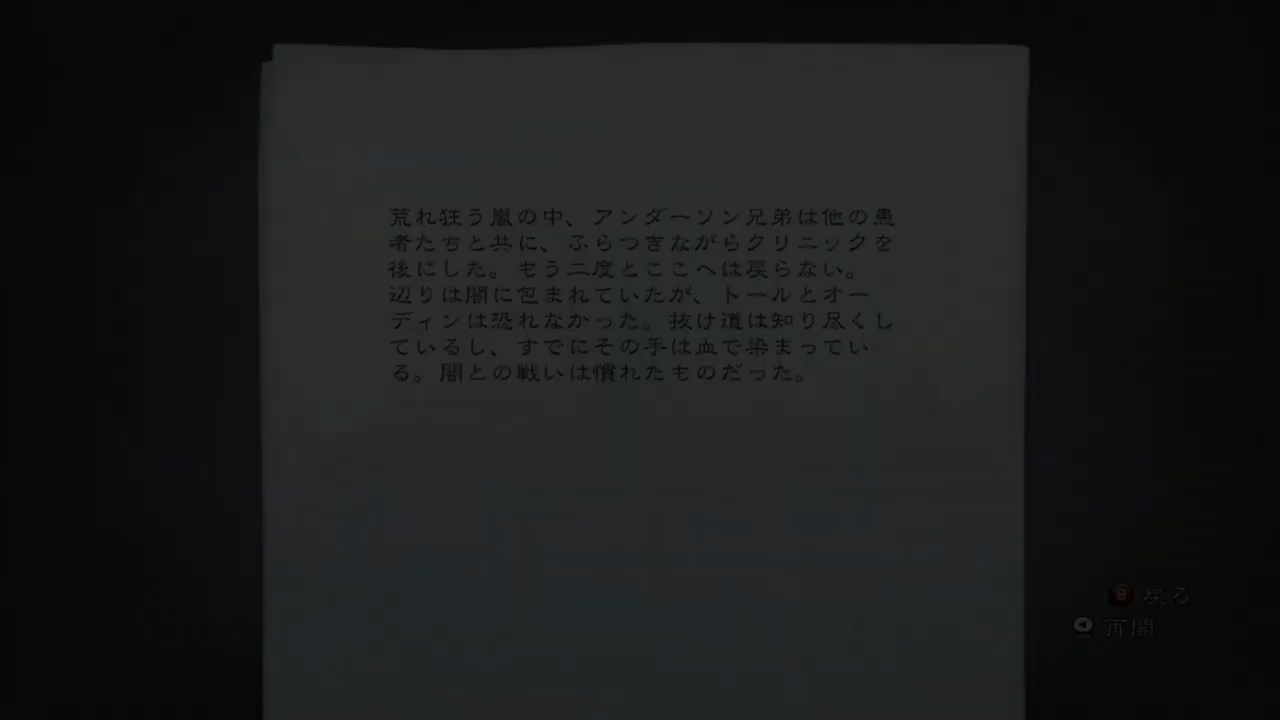 荒れ狂う嵐の中、アンダーソン兄弟は他の患
者たちと共に、ふらつきながらクリニックを
後にした。もう二度とここへは戻らない。
辺りは闇に包まれていたが、トールとオー
ディンは恐れなかった。抜け道は知り尽くし
ているし、すでにその手は血で染まってい
る。闇との戦いは慣れたものだった。
B 戻る
再開